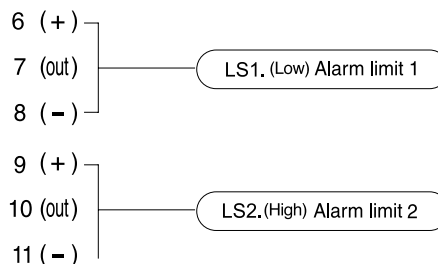 6 (+)
7 (out)
LS1. (Low) Alarm limit 1
8 (−)
9 (+)
10 (out)
LS2.(High) Alarm limit 2
11 (−)